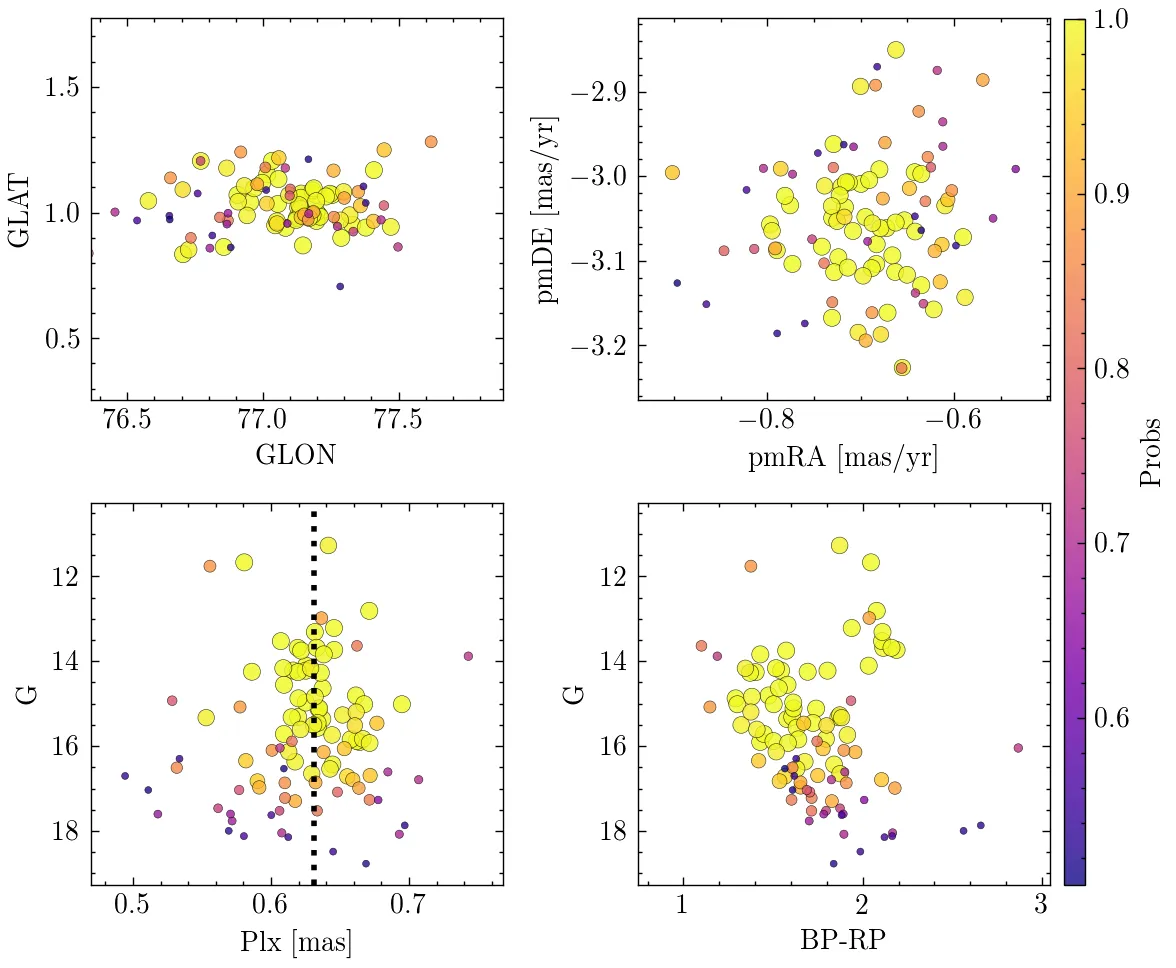 1.5
1.0
0.5
GLAT
76.5 77.0 77.5
GLON
−2.9
−3.0
−3.1
−3.2
pmDE [mas/yr]
−0.8 −0.6
pmRA [mas/yr]
1.0
0.9
0.8
0.7
0.6
Probs
12
14
16
18
G
0.5 0.6 0.7
Plx [mas]
12
14
16
18
G
1 2 3
BP-RP